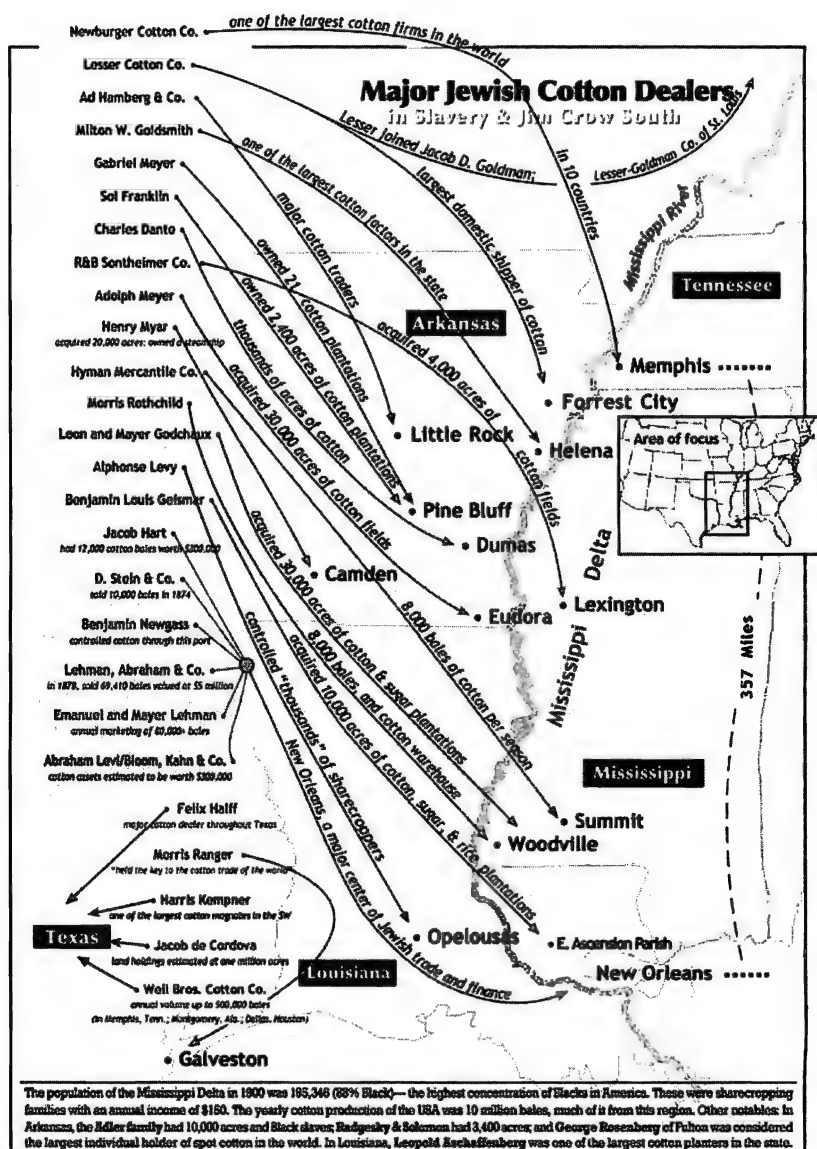 Newburger Cotton Co.
one of the largest cotton firms in the world
in 10 countries
Lesser Cotton Co.
largest domestic shipper of cotton
Major Jewish Cotton Dealers
in Slavery & Jim Crow South
Lesser joined Jacob D. Goldman;
Lesser-Goldman Co. of St. Louis
Ad Hamberg & Co.
major cotton traders
Milton W. Goldsmith
one of the largest cotton factors in the state
Gabriel Meyer
owned 21 cotton plantations
Sol Franklin
owned 2,400 acres of cotton plantations
Charles Danto
thousands of acres of cotton
R&B Sontheimer Co.
acquired 4,000 acres of cotton fields
Adolph Meyer
acquired 30,000 acres of cotton fields
Henry Myar
acquired 20,000 acres; owned a steamship
Hyman Mercantile Co.
8,000 bales of cotton per season
Morris Rothchild
Leon and Mayer Godchaux
acquired 30,000 acres of cotton & sugar plantations
Alphonse Levy
controlled "thousands" of sharecroppers
Benjamin Louis Geismar
8,000 bales, and cotton warehouse
acquired 10,000 acres of cotton, sugar, & rice plantations
Jacob Hart
had 12,000 cotton bales worth $300,000
D. Stein & Co.
sold 10,000 bales in 1874
Benjamin Newgass
controlled cotton through this port
Lehman, Abraham & Co.
in 1878, sold 69,410 bales valued at $5 million
Emanuel and Mayer Lehman
annual marketing of 80,000+ bales
Abraham Levi/Bloom, Kahn & Co.
cotton assets estimated to be worth $300,000
New Orleans, a major center of Jewish trade and finance
Felix Halff
major cotton dealer throughout Texas
Morris Ranger
"held the key to the cotton trade of the world"
Harris Kempner
one of the largest cotton magnates in the SW
Texas
Jacob de Cordova
land holdings estimated at one million acres
Weil Bros. Cotton Co.
annual volume up to 500,000 bales
(in Memphis, Tenn.; Montgomery, Ala.; Dallas, Houston)
Galveston
Louisiana
Mississippi River
Tennessee
Arkansas
Memphis
Forrest City
Helena
Little Rock
Area of focus
Pine Bluff
Dumas
Camden
Eudora
Lexington
Mississippi Delta
357 Miles
Mississippi
Summit
Woodville
Opelousas
E. Ascension Parish
New Orleans
The population of the Mississippi Delta in 1900 was 195,346 (88% Black)— the highest concentration of Blacks in America. These were sharecropping
families with an annual income of $180. The yearly cotton production of the USA was 10 million bales, much of it from this region. Other notables: In
Arkansas, the Adler family had 10,000 acres and Black slaves; Radgesky & Solomon had 3,400 acres; and George Rosenberg of Fulton was considered
the largest individual holder of spot cotton in the world. In Louisiana, Leopold Aschaffenberg was one of the largest cotton planters in the state.